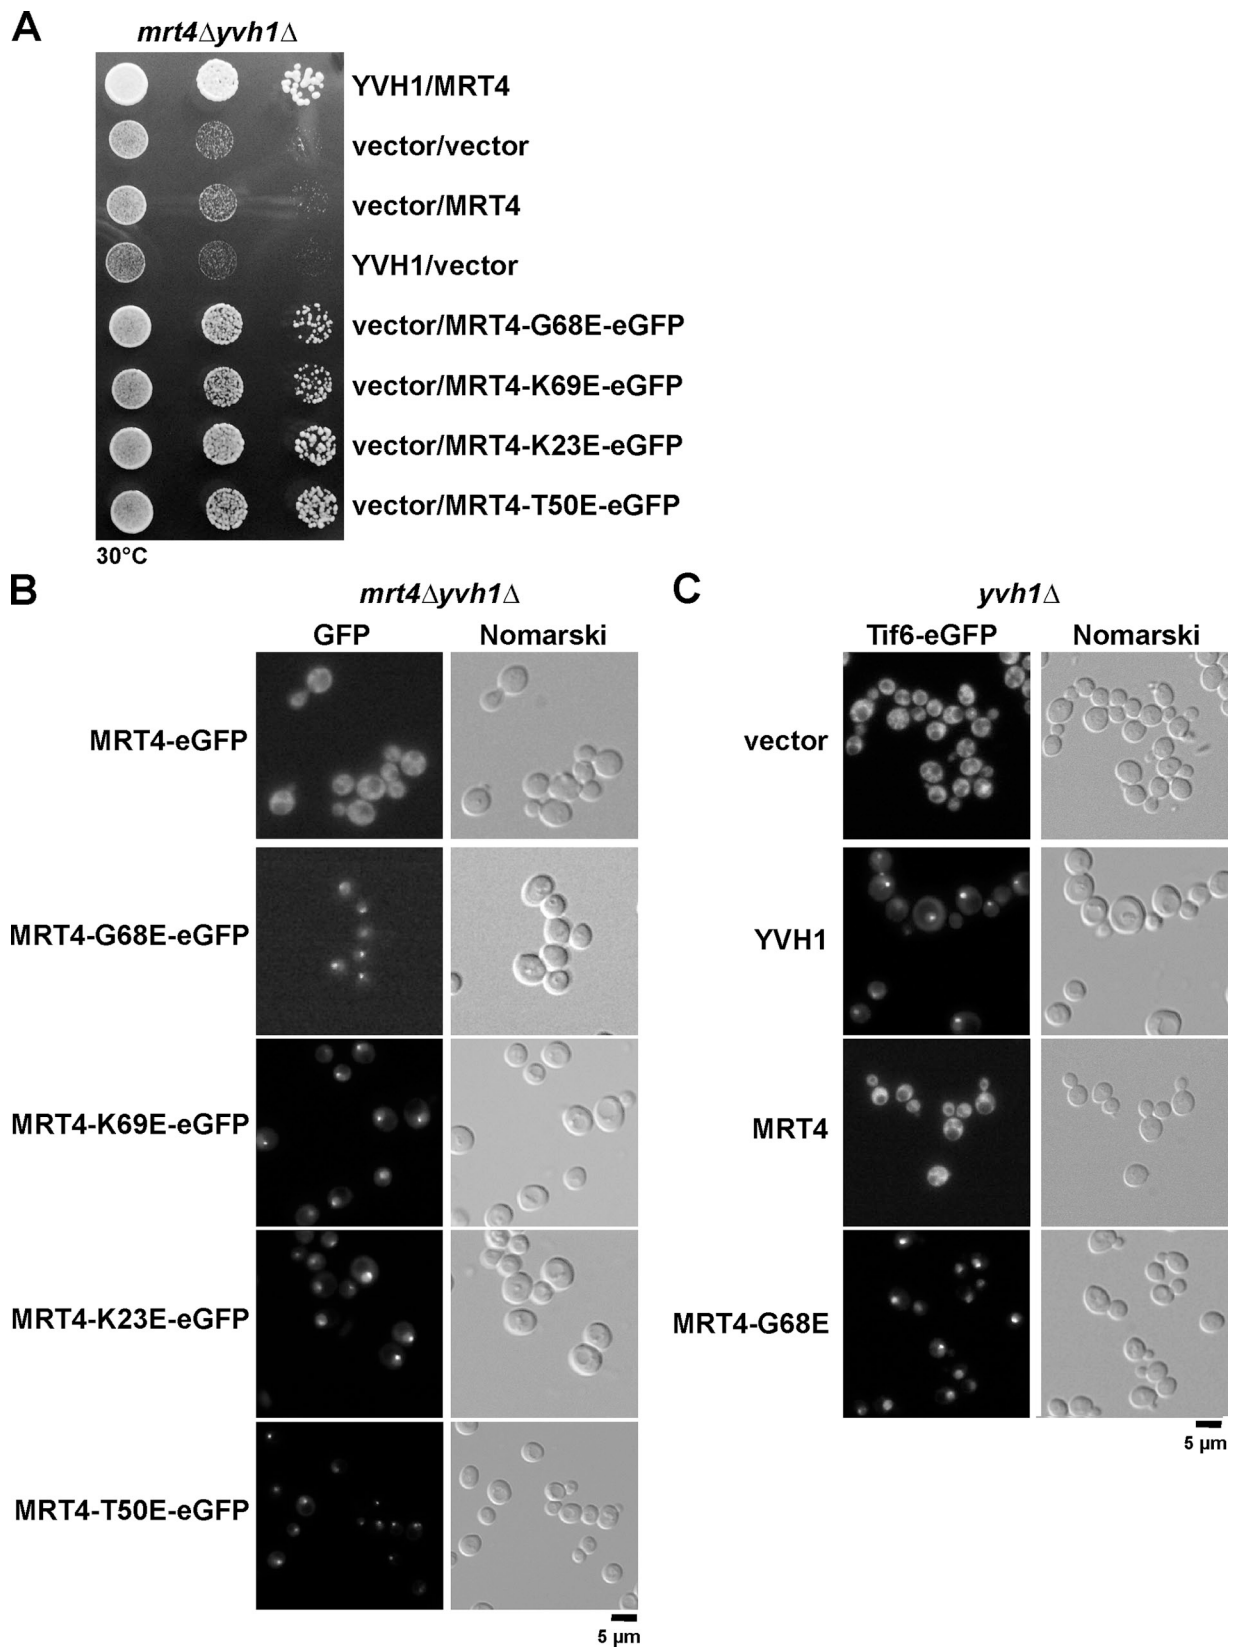 A
mrt4Δyvh1Δ
YVH1/MRT4
vector/vector
vector/MRT4
YVH1/vector
vector/MRT4-G68E-eGFP
vector/MRT4-K69E-eGFP
vector/MRT4-K23E-eGFP
vector/MRT4-T50E-eGFP
30°C
B
mrt4Δyvh1Δ
GFP Nomarski
MRT4-eGFP
MRT4-G68E-eGFP
MRT4-K69E-eGFP
MRT4-K23E-eGFP
MRT4-T50E-eGFP
5 µm
C
yvh1Δ
Tif6-eGFP Nomarski
vector
YVH1
MRT4
MRT4-G68E
5 µm